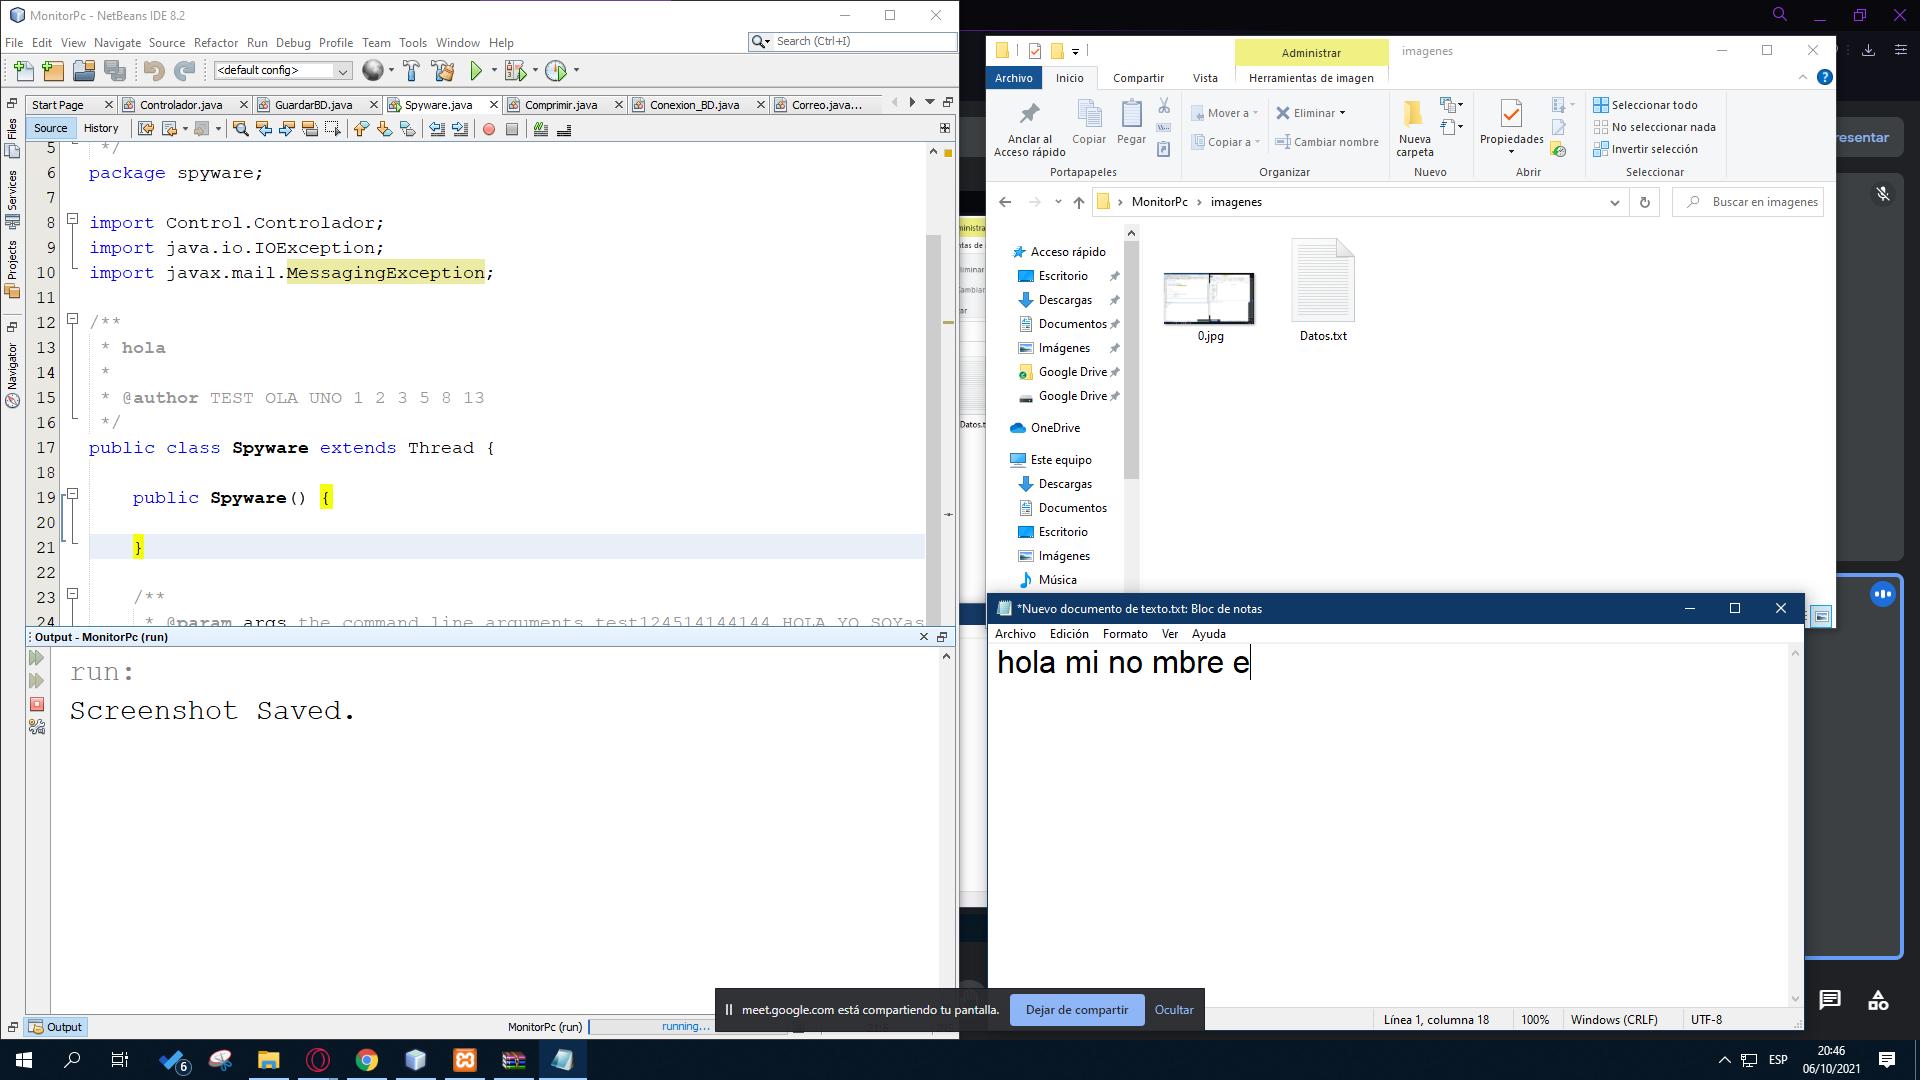 MonitorPc - NetBeans IDE 8.2
File Edit View Navigate Source Refactor Run Debug Profile Team Tools Window Help
Search (Ctrl+I)
<default config>
Start Page Controlador.java GuardarBD.java Spyware.java Comprimir.java Conexion_BD.java Correo.java...
Source History
Files
Services
Projects
Navigator
5 */
6 package spyware;
7
8 import Control.Controlador;
9 import java.io.IOException;
10 import javax.mail.MessagingException;
11
12 /**
13 * hola
14 *
15 * @author TEST OLA UNO 1 2 3 5 8 13
16 */
17 public class Spyware extends Thread {
18
19 public Spyware() {
20
21 }
22
23 /**
24 * @param args the command line arguments test124514144144 HOLA YO SOYas
Output - MonitorPc (run)
run:
Screenshot Saved.
Output
MonitorPc (run) running...
Administrar imagenes
Archivo Inicio Compartir Vista Herramientas de imagen
Anclar al
Acceso rápido
Copiar Pegar
Portapapeles
Mover a Eliminar
Copiar a Cambiar nombre
Organizar
Nueva
carpeta
Nuevo
Propiedades
Abrir
Seleccionar todo
No seleccionar nada
Invertir selección
Seleccionar
MonitorPc imagenes
Buscar en imagenes
Acceso rápido
Escritorio
Descargas
Documentos
Imágenes
Google Drive
Google Drive
OneDrive
Este equipo
Descargas
Documentos
Escritorio
Imágenes
Música
0.jpg Datos.txt
*Nuevo documento de texto.txt: Bloc de notas
Archivo Edición Formato Ver Ayuda
hola mi no mbre e
Línea 1, columna 18 100% Windows (CRLF) UTF-8
meet.google.com está compartiendo tu pantalla. Dejar de compartir Ocultar
6
ESP
20:46
06/10/2021